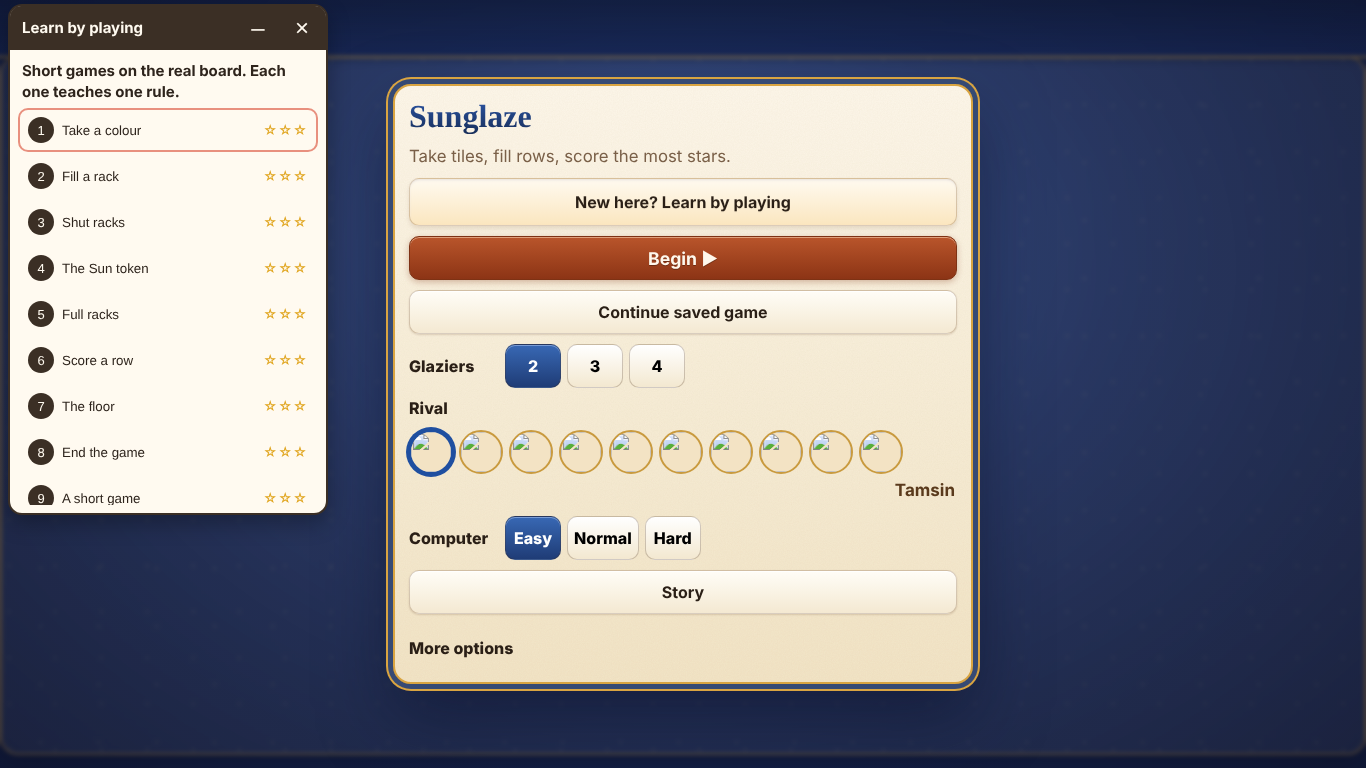 Learn by playing
Short games on the real board. Each
one teaches one rule.
1 Take a colour
2 Fill a rack
3 Shut racks
4 The Sun token
5 Full racks
6 Score a row
7 The floor
8 End the game
9 A short game
Sunglaze
Take tiles, fill rows, score the most stars.
New here? Learn by playing
Begin ▶
Continue saved game
Glaziers 2 3 4
Rival
Tamsin
Computer Easy Normal Hard
Story
More options